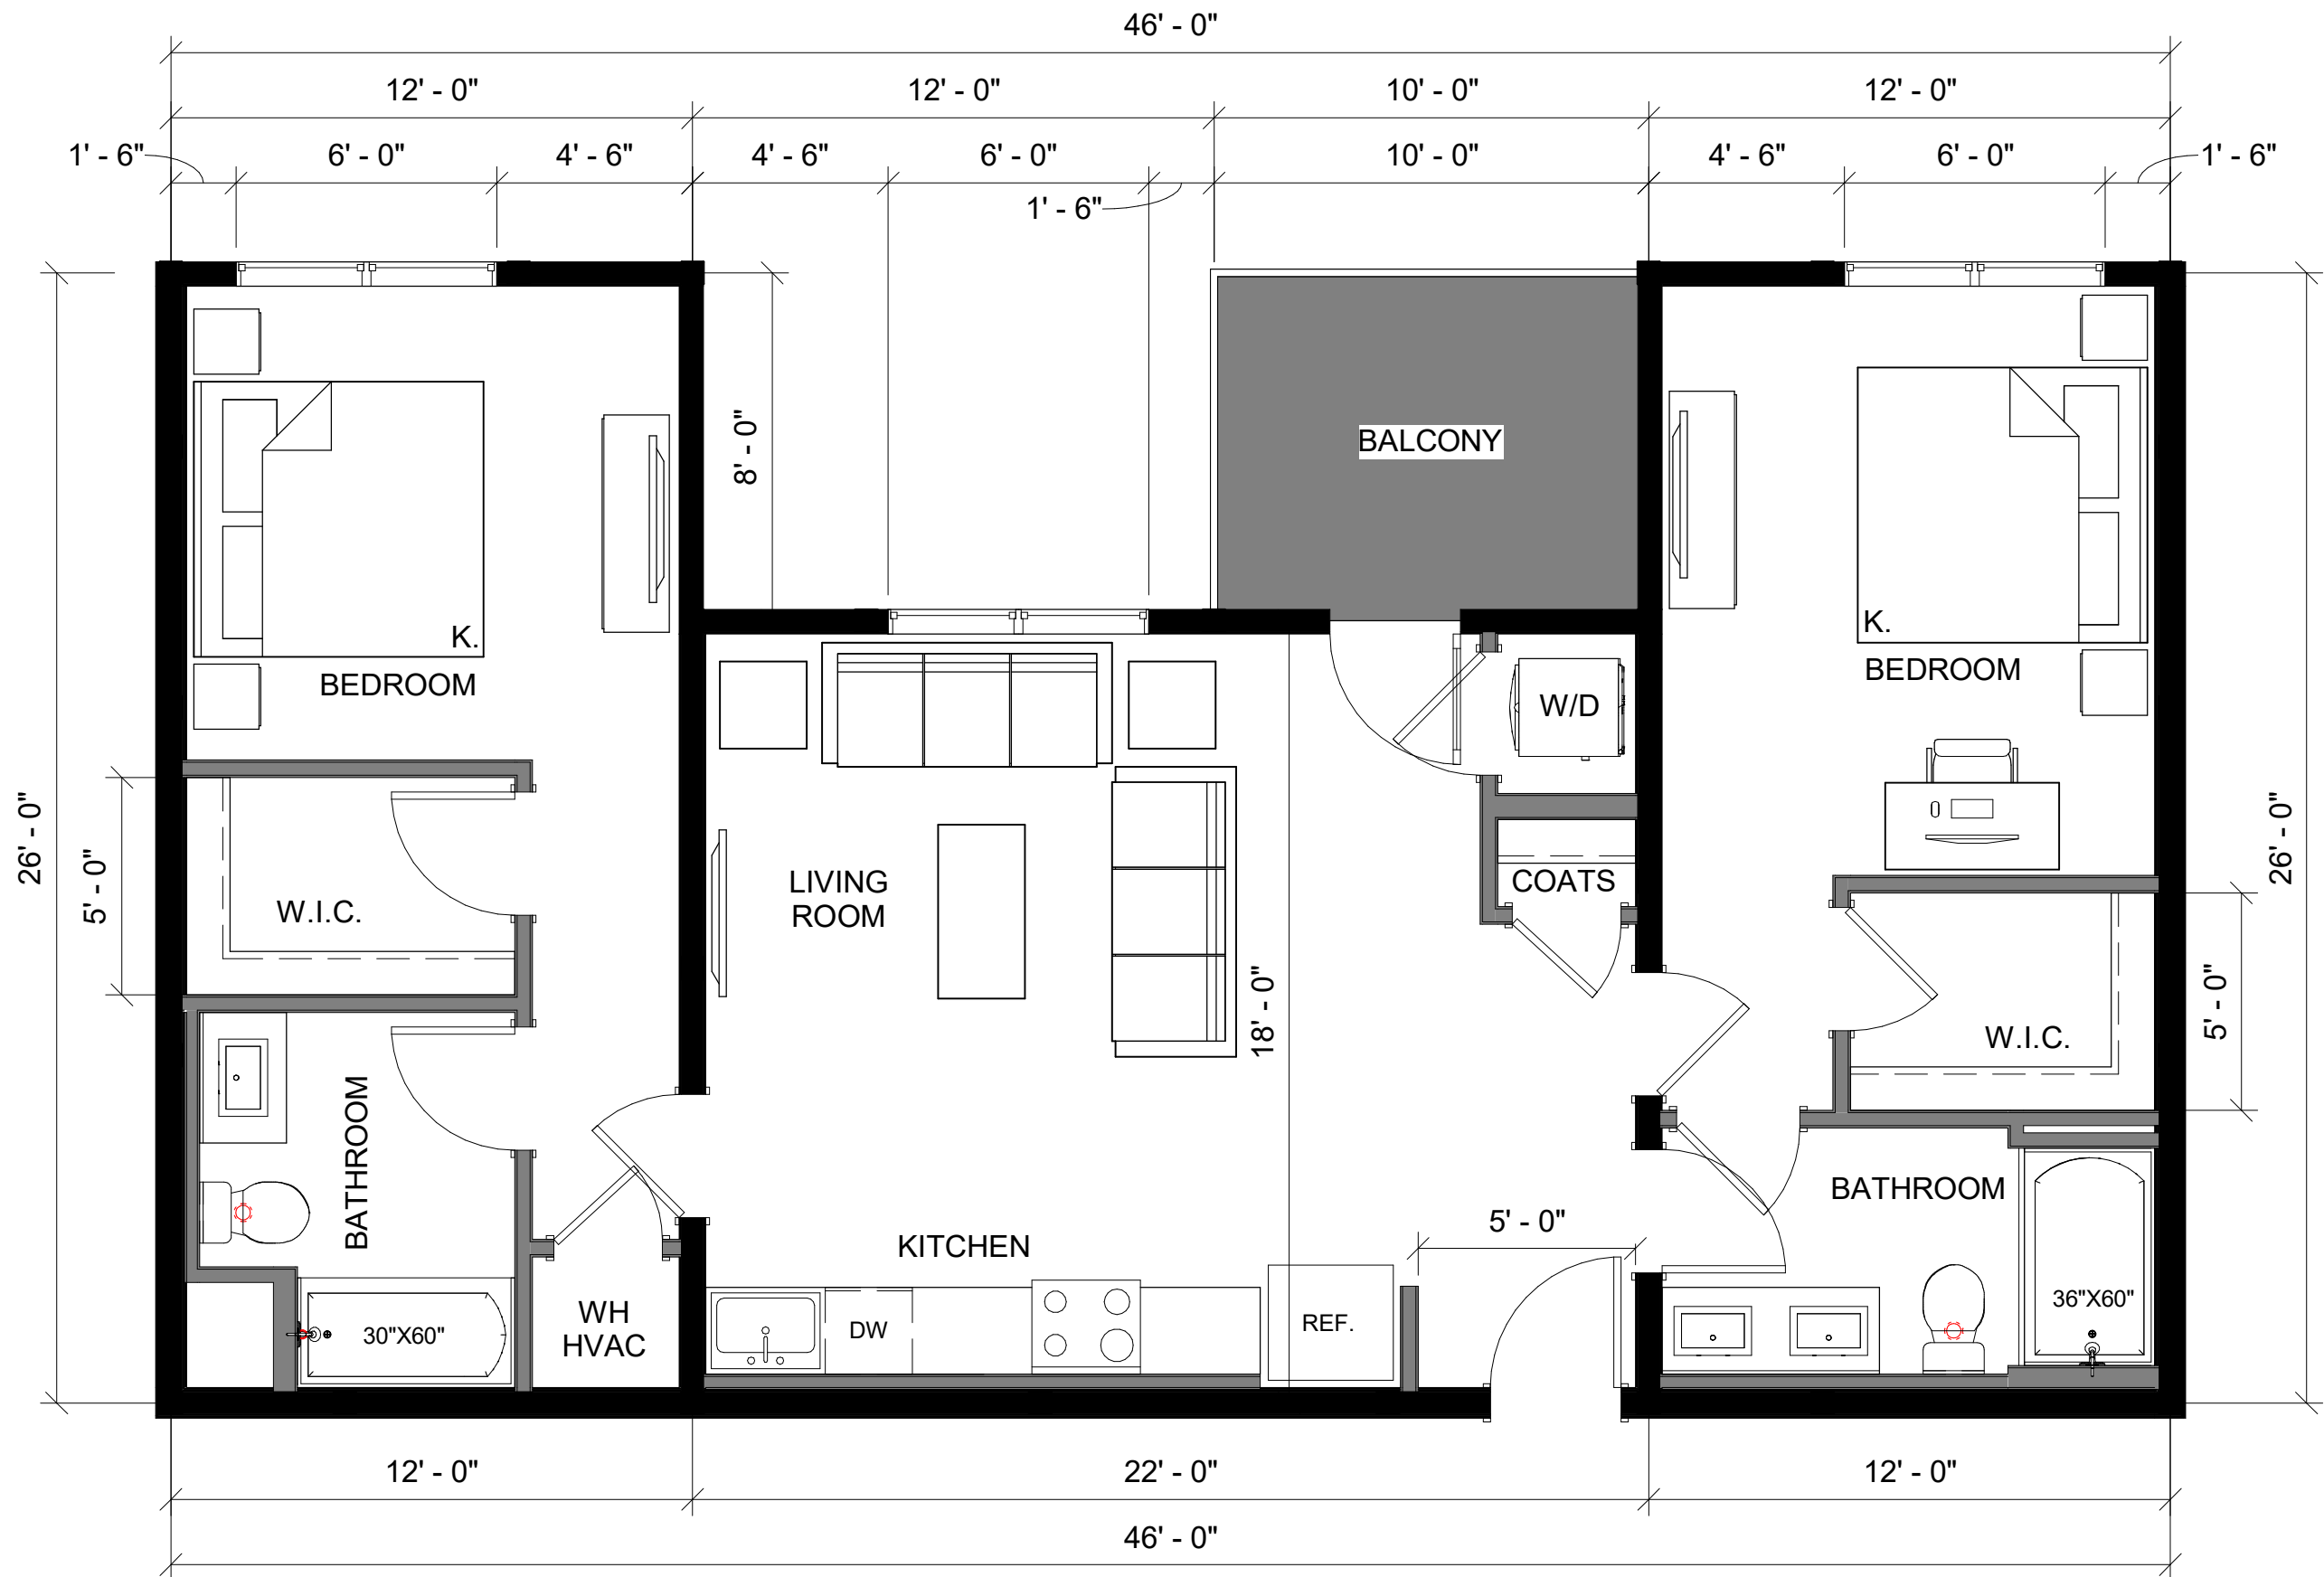 46' - 0"
12' - 0"
12' - 0"
10' - 0"
12' - 0"
1' - 6"
6' - 0"
4' - 6"
4' - 6"
6' - 0"
10' - 0"
4' - 6"
6' - 0"
1' - 6"
1' - 6"
8' - 0"
BALCONY
K.
BEDROOM
K.
BEDROOM
W/D
26' - 0"
5' - 0"
W.I.C.
LIVING
ROOM
COATS
26' - 0"
18' - 0"
W.I.C.
5' - 0"
BATHROOM
BATHROOM
5' - 0"
KITCHEN
WH
HVAC
30"X60"
DW
REF.
36"X60"
12' - 0"
22' - 0"
12' - 0"
46' - 0"